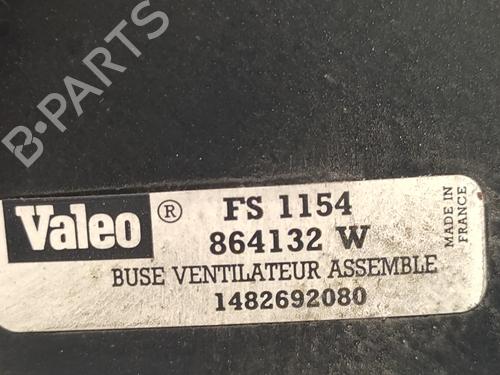 B-PARTS
Valeo ® FS 1154
864132 W
BUSE VENTILATEUR ASSEMBLE
1482692080
MADE IN
FRANCE